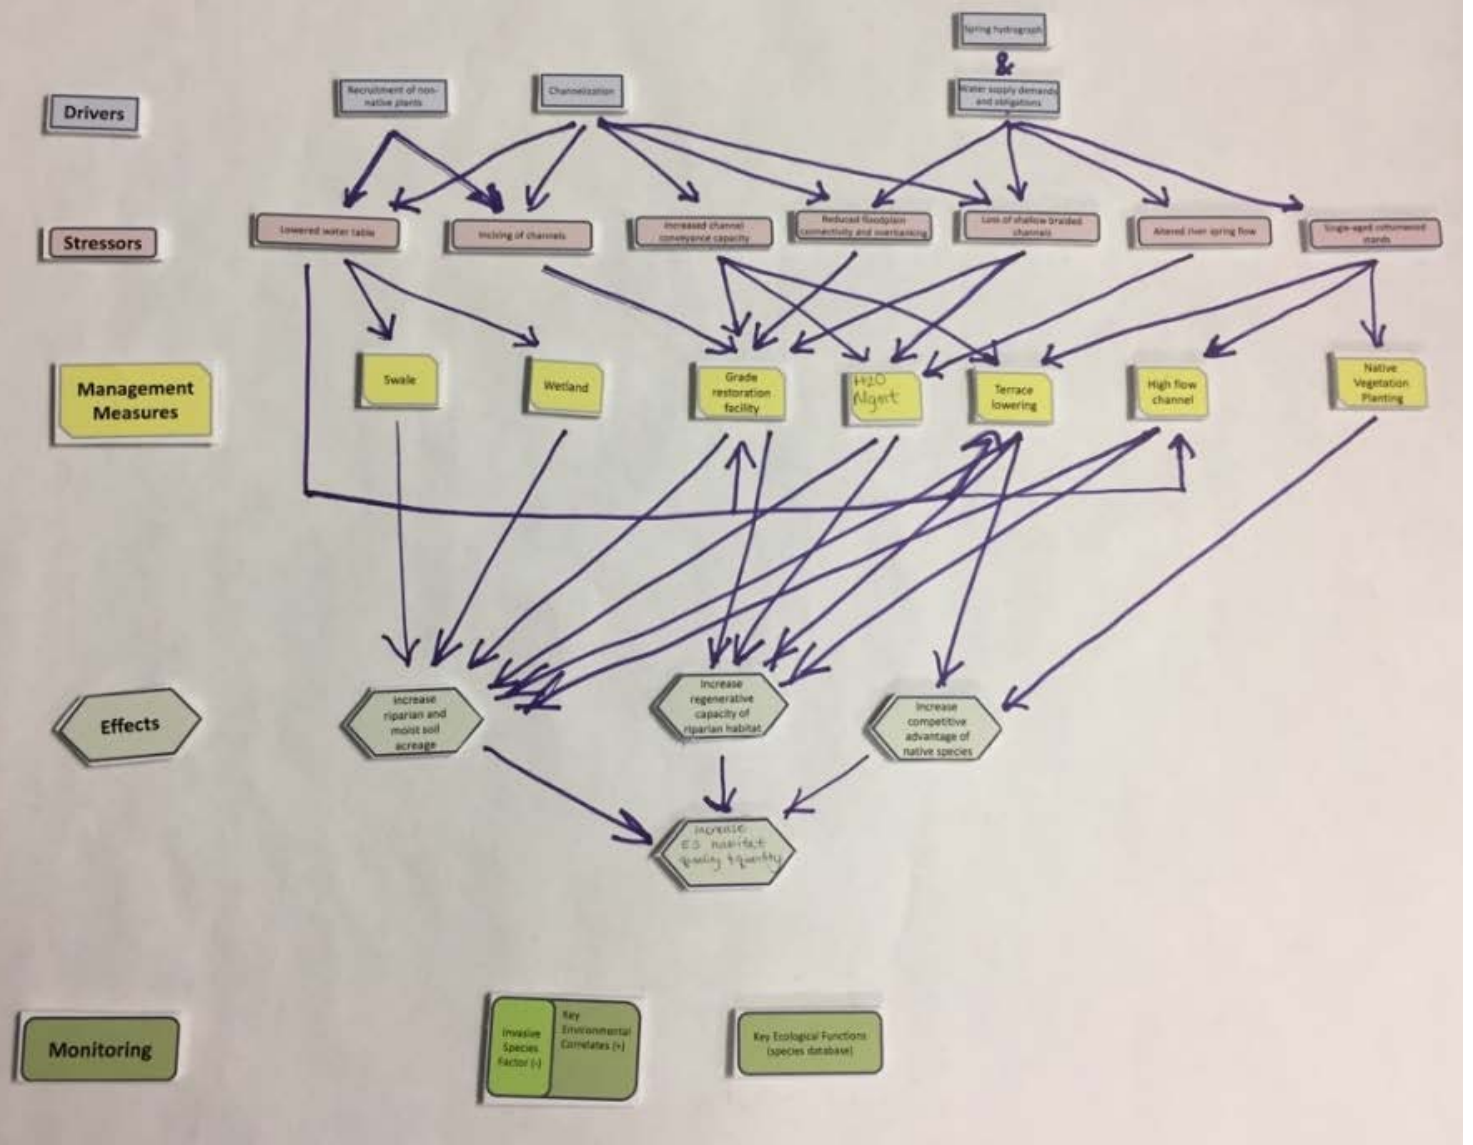 Spring hydrograph
&
Drivers
Recruitment of non-
native plants
Channelization
Water supply demands
and obligations
Stressors
Lowered water table
Incising of channels
Increased channel
conveyance capacity
Reduced floodplain
connectivity and overbanking
Loss of shallow braided
channels
Altered river spring flow
Single-aged cottonwood
stands
Management
Measures
Swale
Wetland
Grade
restoration
facility
H2O
Mgmt
Terrace
lowering
High flow
channel
Native
Vegetation
Planting
Effects
Increase
riparian and
moist soil
acreage
Increase
regenerative
capacity of
riparian habitat
Increase
competitive
advantage of
native species
Increase
ES habitat
quality + quantity
Monitoring
Invasive
Species
Factor (-)
Key
Environmental
Correlates (+)
Key Ecological Functions
(species database)